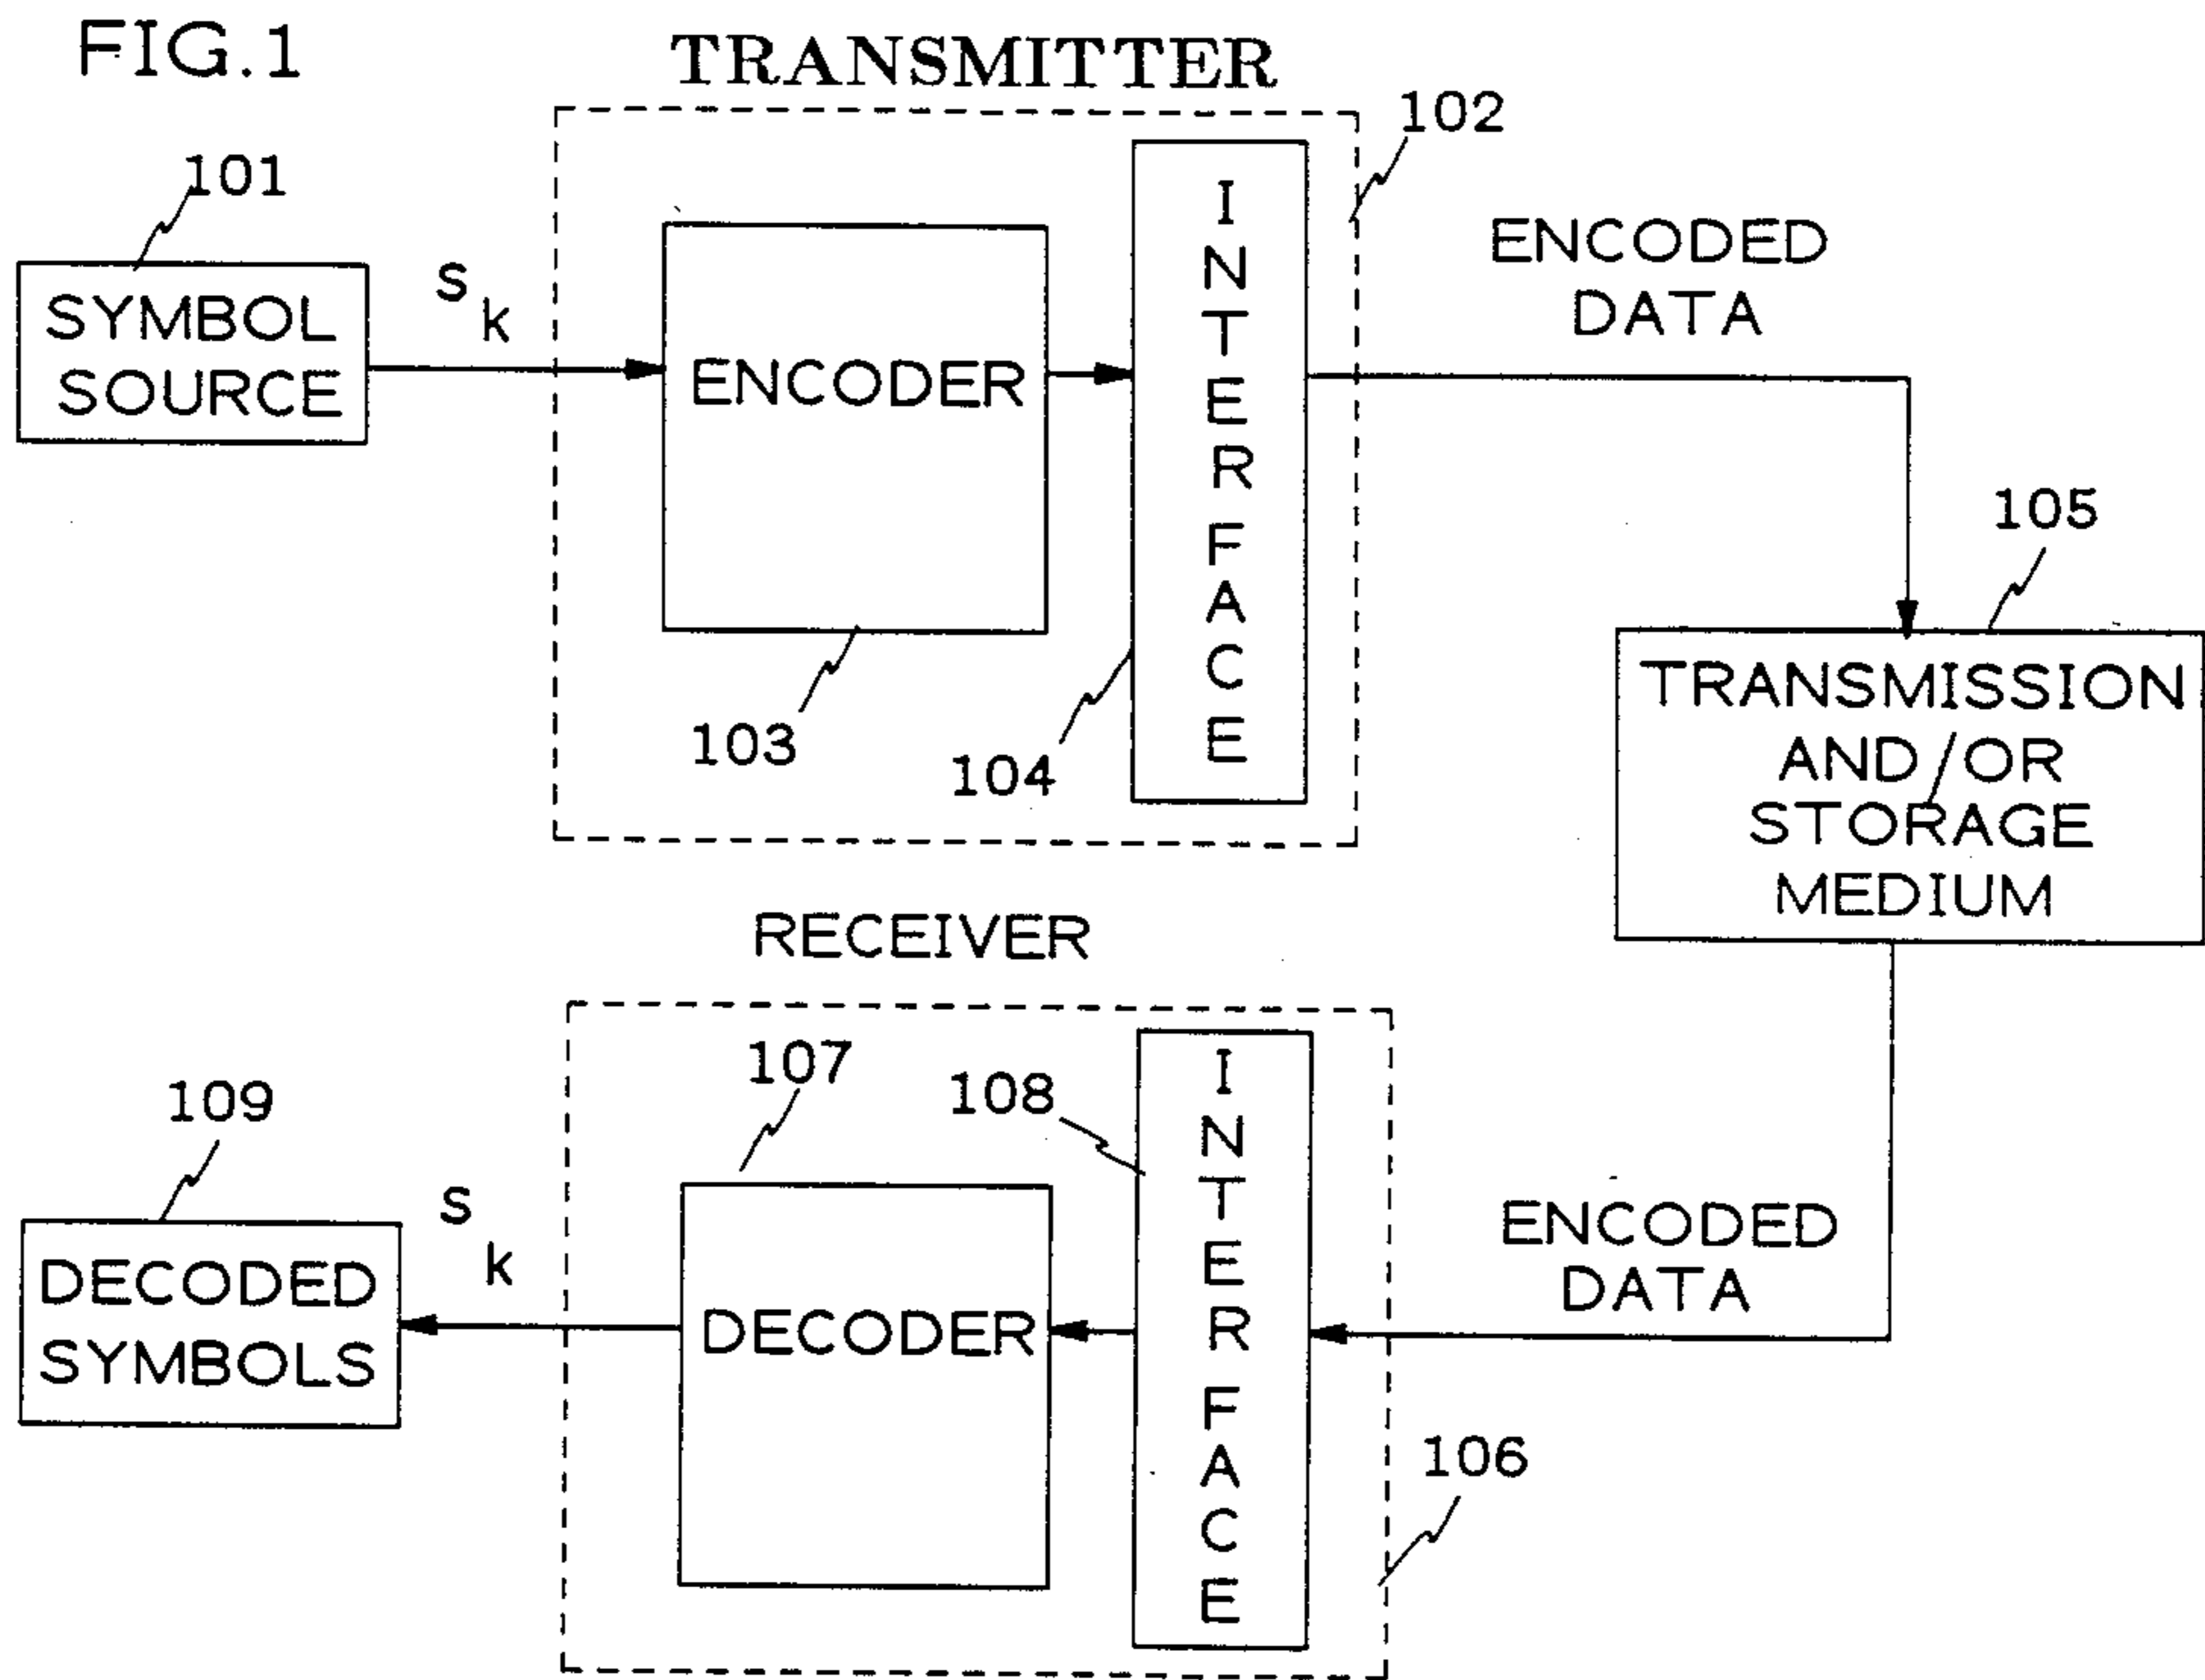 FIG.1
TRANSMITTER
102
101
SYMBOL
SOURCE
s k
ENCODER
103
INTERFACE
104
ENCODED
DATA
105
TRANSMISSION
AND/OR
STORAGE
MEDIUM
RECEIVER
107
108
INTERFACE
ENCODED
DATA
106
DECODER
s k
109
DECODED
SYMBOLS